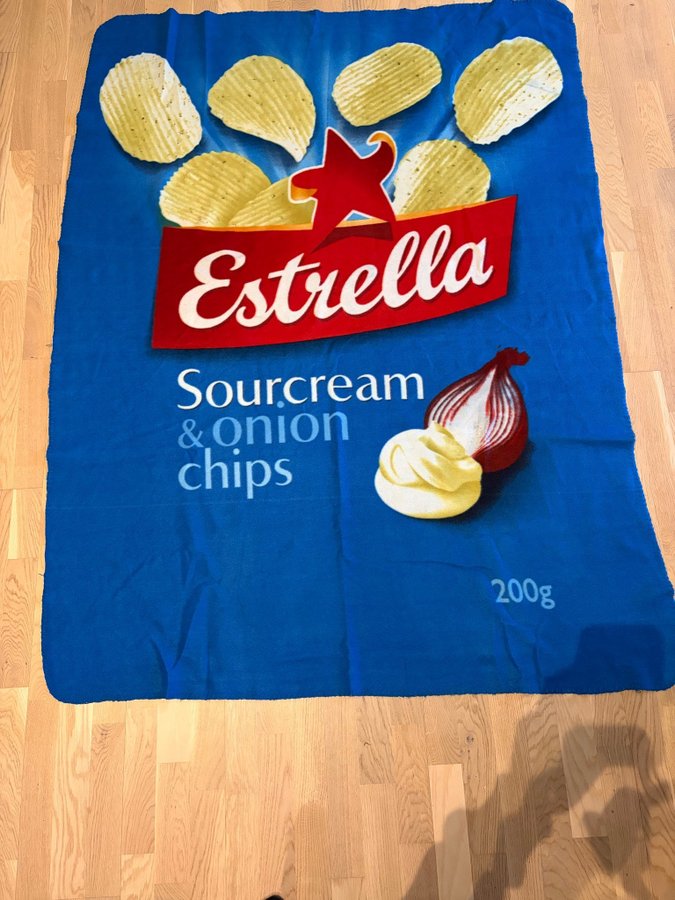 Estrella
Sourcream
& onion
chips
200g